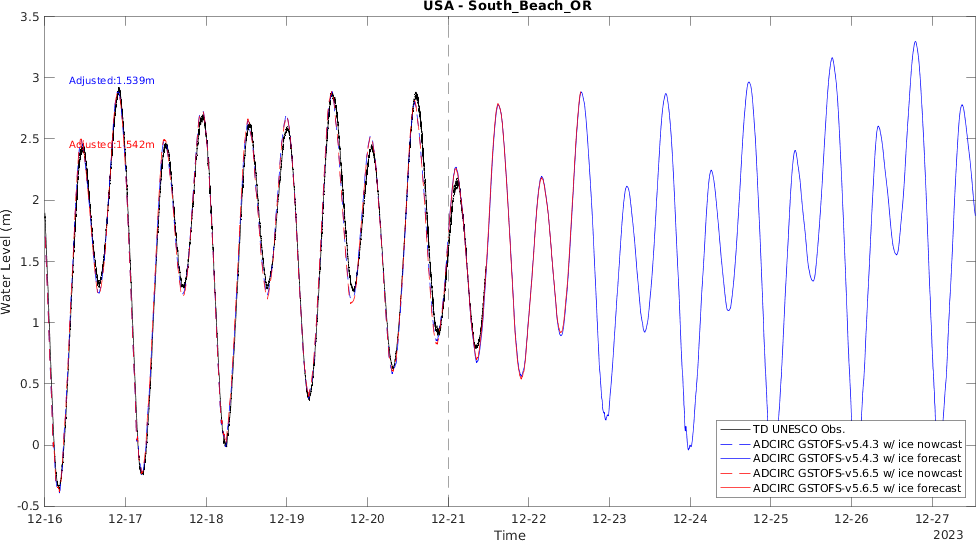 USA - South_Beach_OR
3.5
3
2.5
2
1.5
1
0.5
0
-0.5
Water Level (m)
Adjusted:1.539m
Adjusted:1.542m
TD UNESCO Obs.
ADCIRC GSTOFS-v5.4.3 w/ ice nowcast
ADCIRC GSTOFS-v5.4.3 w/ ice forecast
ADCIRC GSTOFS-v5.6.5 w/ ice nowcast
ADCIRC GSTOFS-v5.6.5 w/ ice forecast
12-16 12-17 12-18 12-19 12-20 12-21 12-22 12-23 12-24 12-25 12-26 12-27
Time
2023